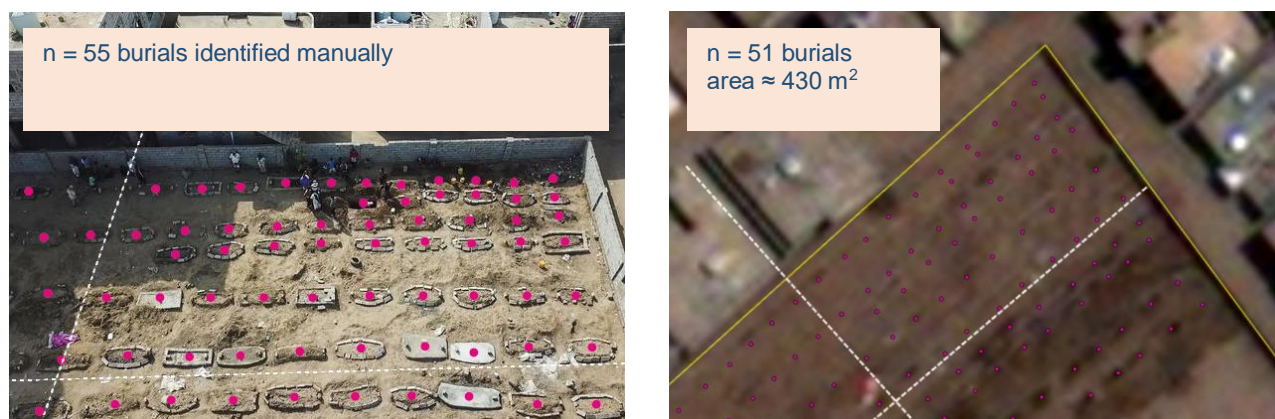 n = 55 burials identified manually
n = 51 burials
area ≈ 430 m²